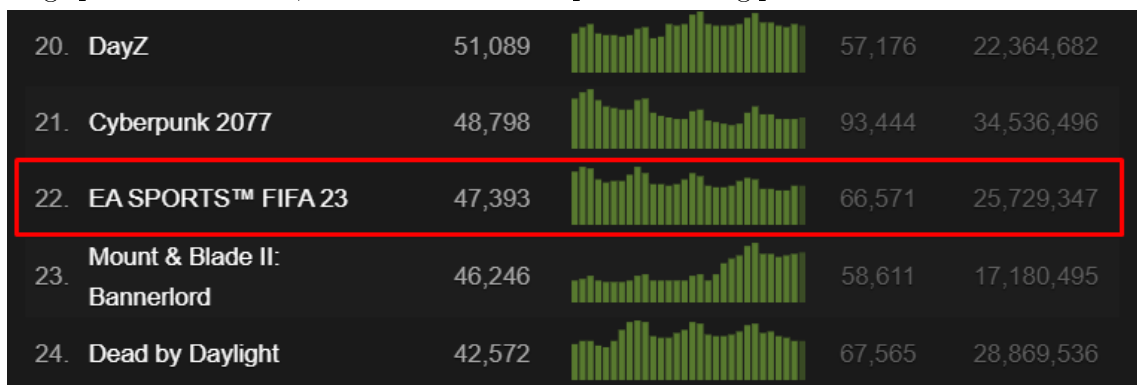 20. DayZ 51,089 57,176 22,364,682
21. Cyberpunk 2077 48,798 93,444 34,536,496
22. EA SPORTS™ FIFA 23 47,393 66,571 25,729,347
23. Mount & Blade II: Bannerlord 46,246 58,611 17,180,495
24. Dead by Daylight 42,572 67,565 28,869,536